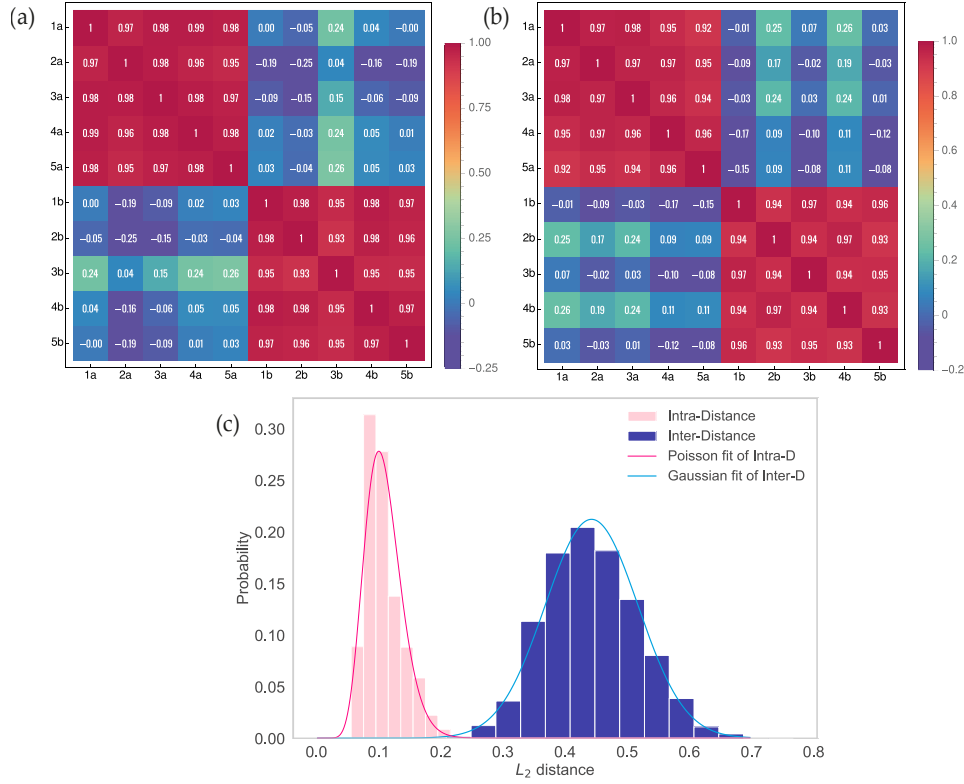 (a)
1a 1 0.97 0.98 0.99 0.98 0.00 −0.05 0.24 0.04 −0.00
2a 0.97 1 0.98 0.96 0.95 −0.19 −0.25 0.04 −0.16 −0.19
3a 0.98 0.98 1 0.98 0.97 −0.09 −0.15 0.15 −0.06 −0.09
4a 0.99 0.96 0.98 1 0.98 0.02 −0.03 0.24 0.05 0.01
5a 0.98 0.95 0.97 0.98 1 0.03 −0.04 0.26 0.05 0.03
1b 0.00 −0.19 −0.09 0.02 0.03 1 0.98 0.95 0.98 0.97
2b −0.05 −0.25 −0.15 −0.03 −0.04 0.98 1 0.93 0.98 0.96
3b 0.24 0.04 0.15 0.24 0.26 0.95 0.93 1 0.95 0.95
4b 0.04 −0.16 −0.06 0.05 0.05 0.98 0.98 0.95 1 0.97
5b −0.00 −0.19 −0.09 0.01 0.03 0.97 0.96 0.95 0.97 1
1a 2a 3a 4a 5a 1b 2b 3b 4b 5b
1.00
0.75
0.50
0.25
0
−0.25
(b)
1a 1 0.97 0.98 0.95 0.92 −0.01 0.25 0.07 0.26 0.03
2a 0.97 1 0.97 0.97 0.95 −0.09 0.17 −0.02 0.19 −0.03
3a 0.98 0.97 1 0.96 0.94 −0.03 0.24 0.03 0.24 0.01
4a 0.95 0.97 0.96 1 0.96 −0.17 0.09 −0.10 0.11 −0.12
5a 0.92 0.95 0.94 0.96 1 −0.15 0.09 −0.08 0.11 −0.08
1b −0.01 −0.09 −0.03 −0.17 −0.15 1 0.94 0.97 0.94 0.96
2b 0.25 0.17 0.24 0.09 0.09 0.94 1 0.94 0.97 0.93
3b 0.07 −0.02 0.03 −0.10 −0.08 0.97 0.94 1 0.94 0.95
4b 0.26 0.19 0.24 0.11 0.11 0.94 0.97 0.94 1 0.93
5b 0.03 −0.03 0.01 −0.12 −0.08 0.96 0.93 0.95 0.93 1
1a 2a 3a 4a 5a 1b 2b 3b 4b 5b
1.0
0.8
0.6
0.4
0.2
0
−0.2
(c)
Probability
0.30
0.25
0.20
0.15
0.10
0.05
0.00
0.0 0.1 0.2 0.3 0.4 0.5 0.6 0.7 0.8
L₂ distance
Intra-Distance
Inter-Distance
Poisson fit of Intra-D
Gaussian fit of Inter-D